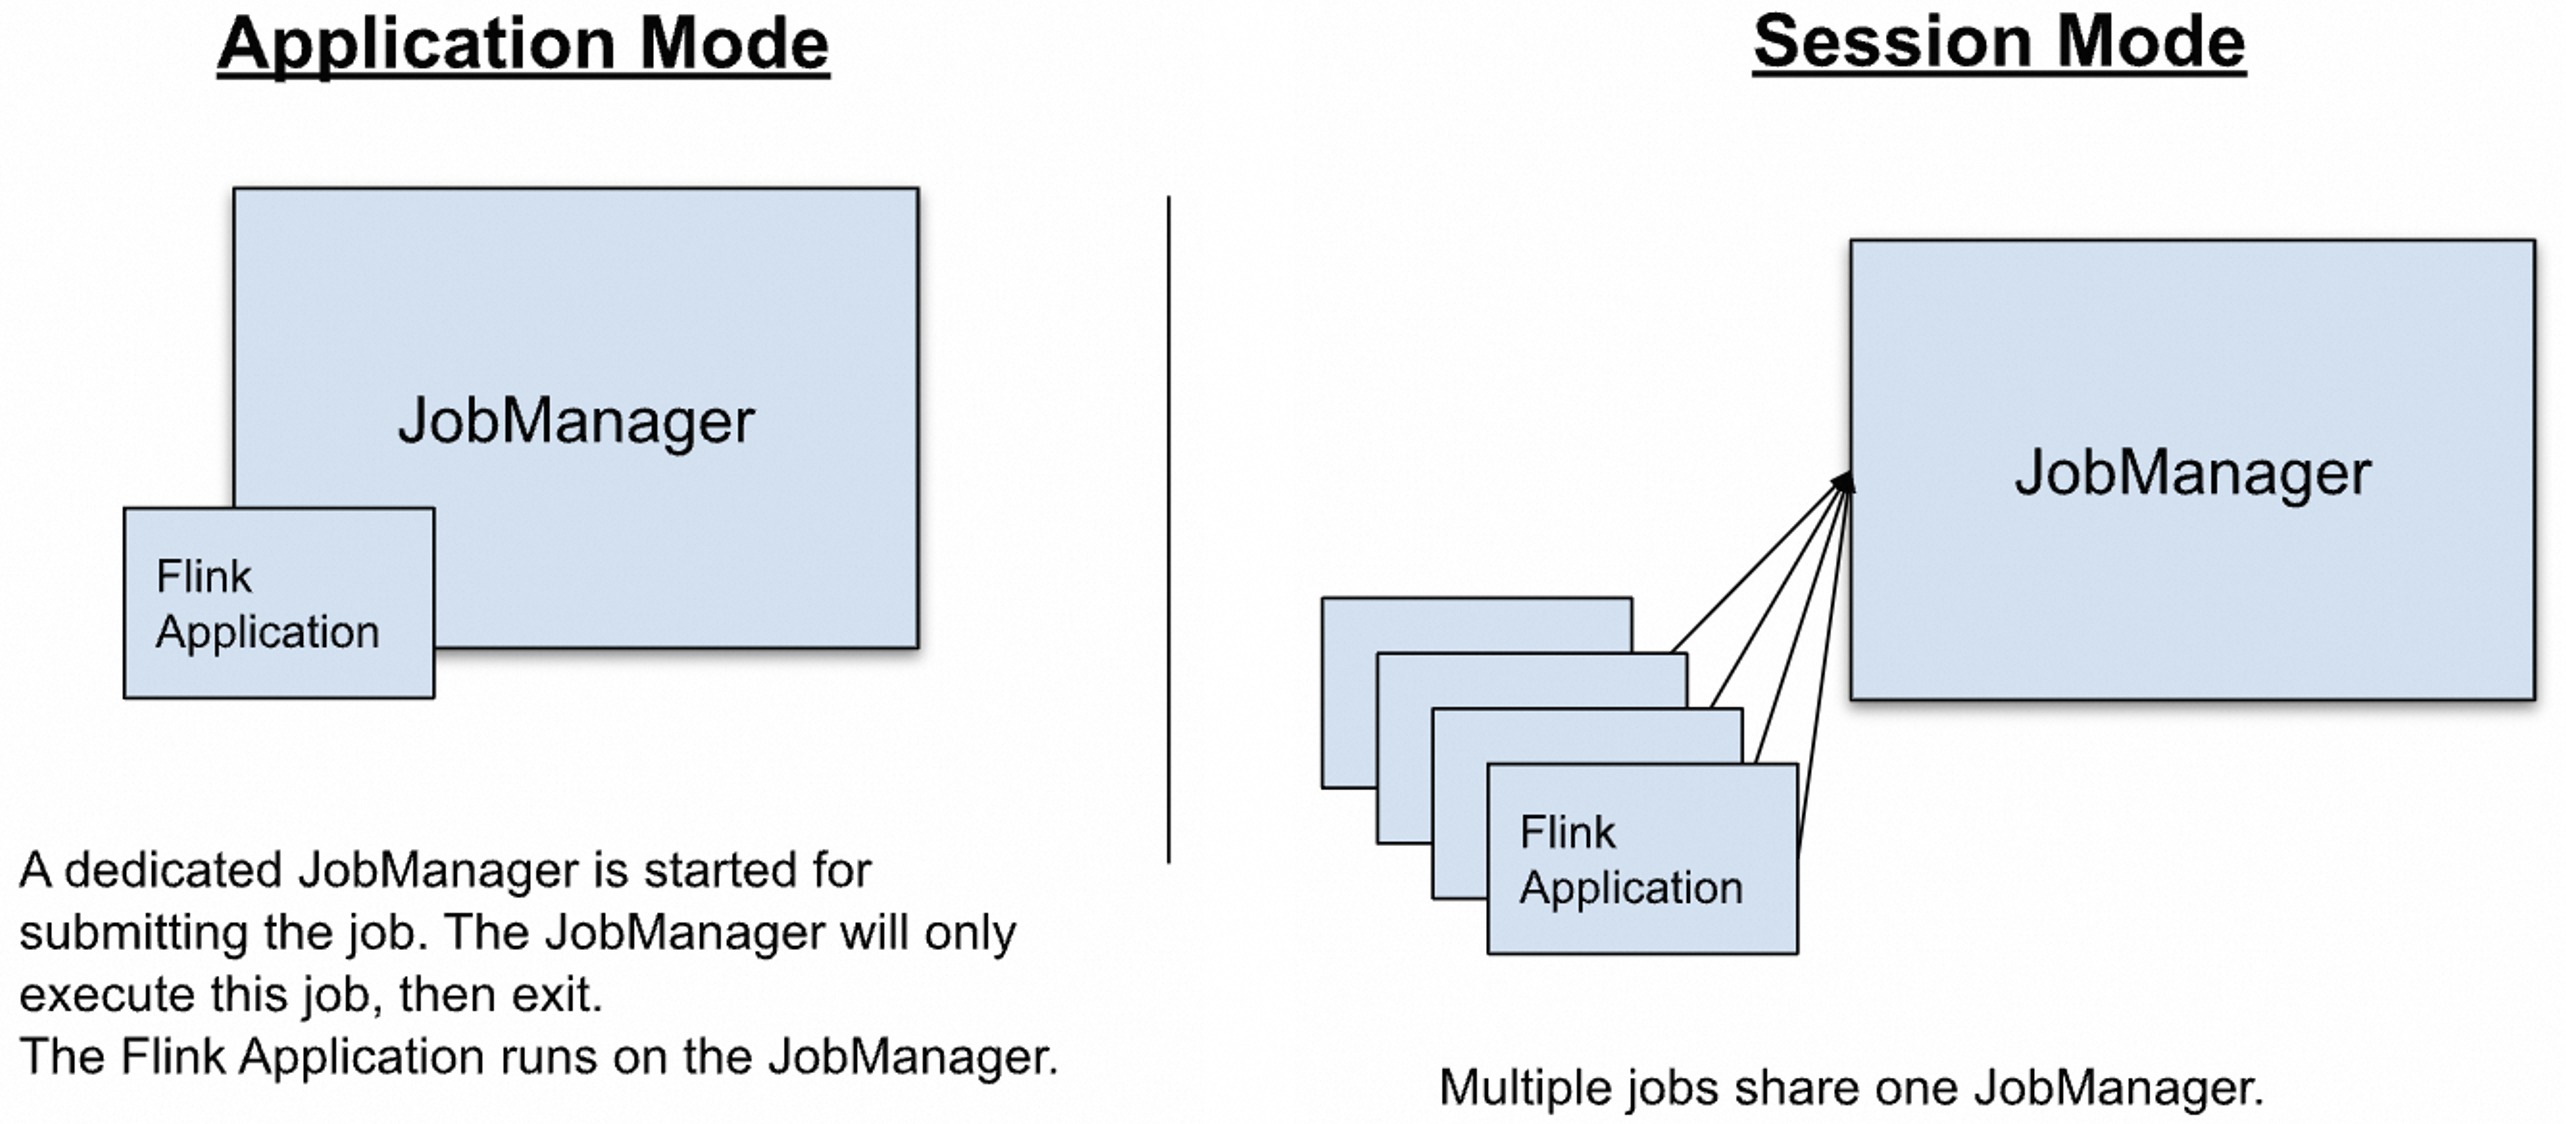 Application Mode
JobManager
Flink
Application
A dedicated JobManager is started for
submitting the job. The JobManager will only
execute this job, then exit.
The Flink Application runs on the JobManager.
Session Mode
JobManager
Flink
Application
Multiple jobs share one JobManager.